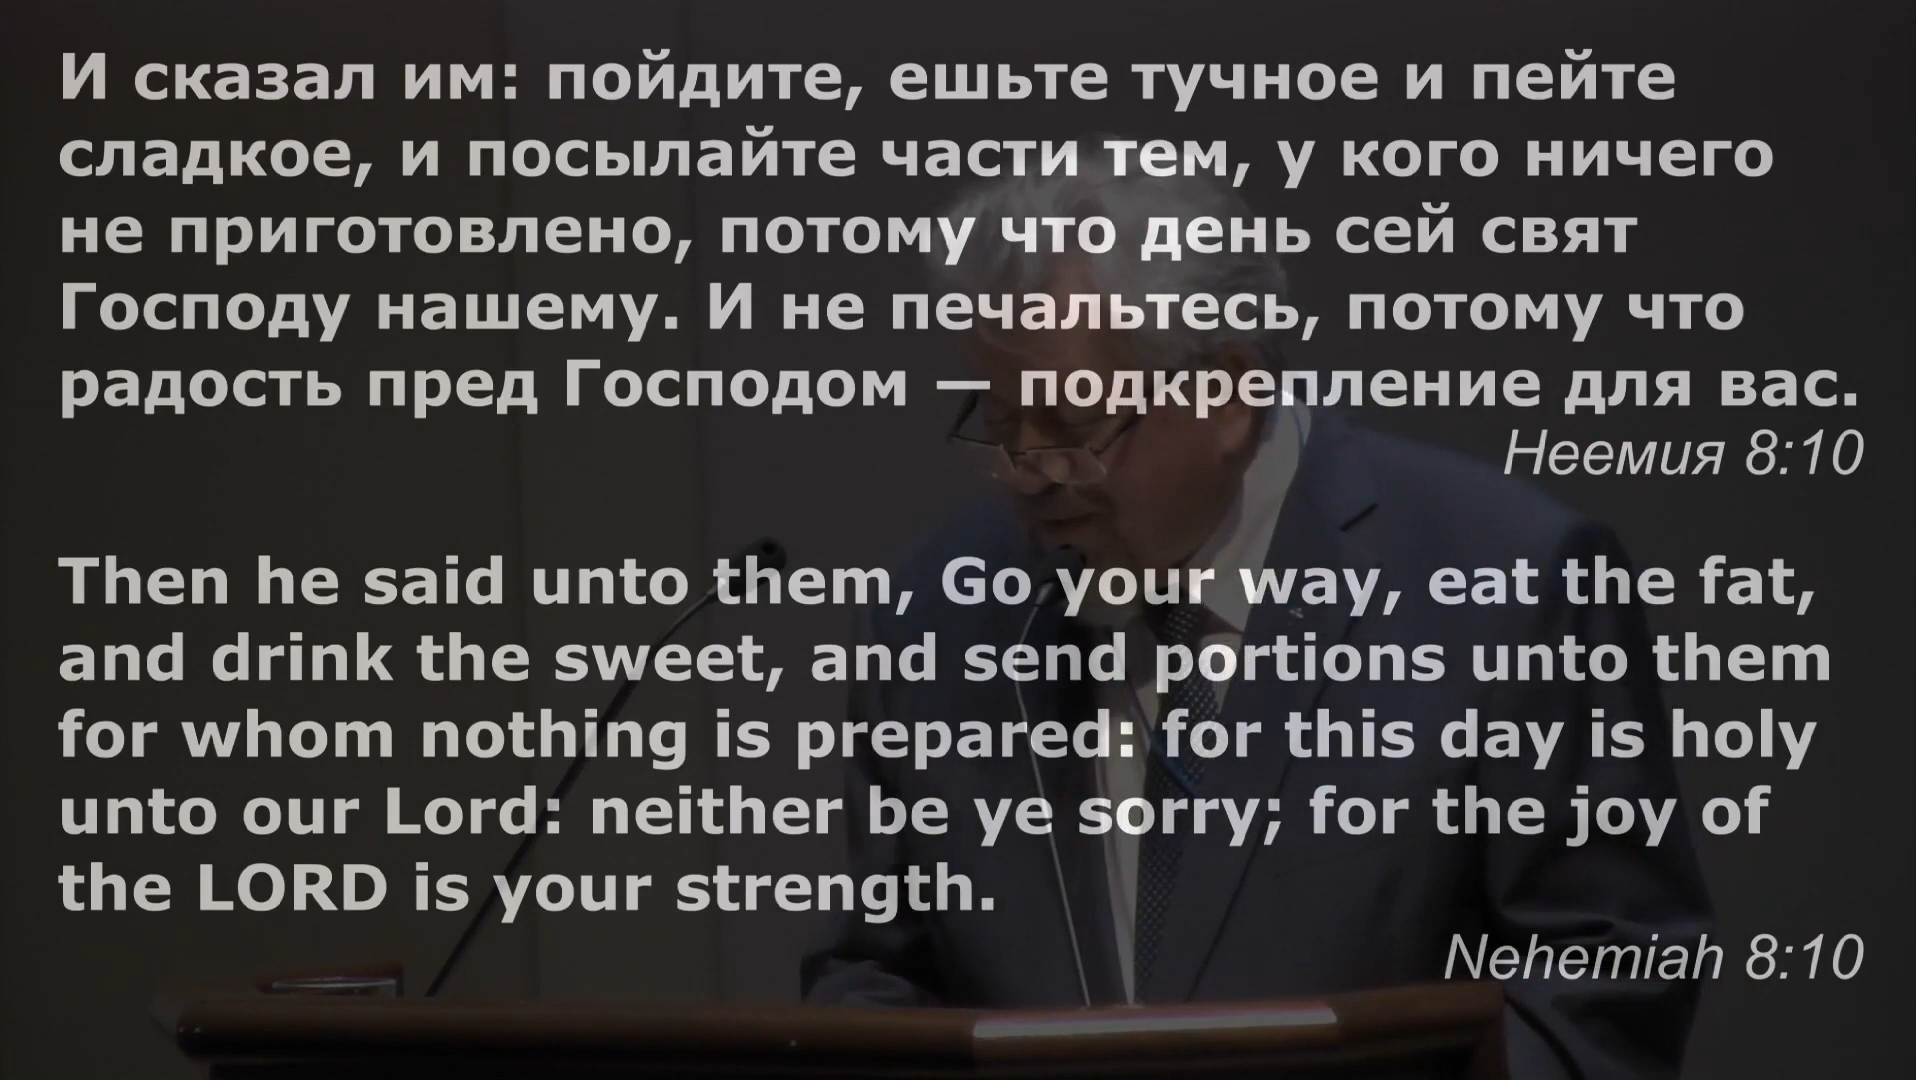 И сказал им: пойдите, ешьте тучное и пейте
сладкое, и посылайте части тем, у кого ничего
не приготовлено, потому что день сей свят
Господу нашему. И не печальтесь, потому что
радость пред Господом — подкрепление для вас.
Неемия 8:10
Then he said unto them, Go your way, eat the fat,
and drink the sweet, and send portions unto them
for whom nothing is prepared: for this day is holy
unto our Lord: neither be ye sorry; for the joy of
the LORD is your strength.
Nehemiah 8:10